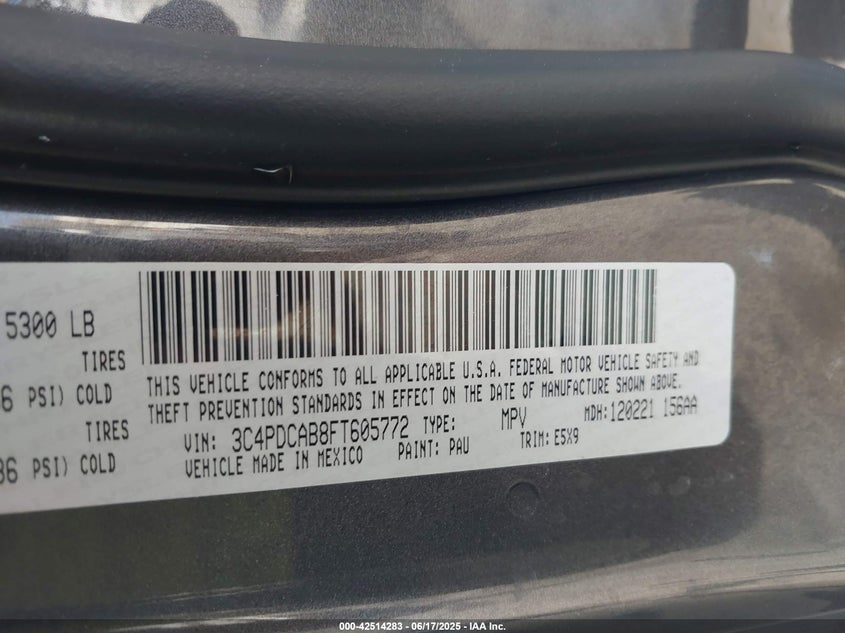 5300 LB
TIRES
6 PSI) COLD
TIRES
36 PSI) COLD
THIS VEHICLE CONFORMS TO ALL APPLICABLE U.S.A. FEDERAL MOTOR VEHICLE SAFETY AND
THEFT PREVENTION STANDARDS IN EFFECT ON THE DATE OF MANUFACTURE SHOWN ABOVE.
VIN: 3C4PDCAB8FT605772 TYPE: MPV MDH: 120221 156AA
VEHICLE MADE IN MEXICO PAINT: PAU TRIM: E5X9
000-42514283 - 06/17/2025 - IAA Inc.